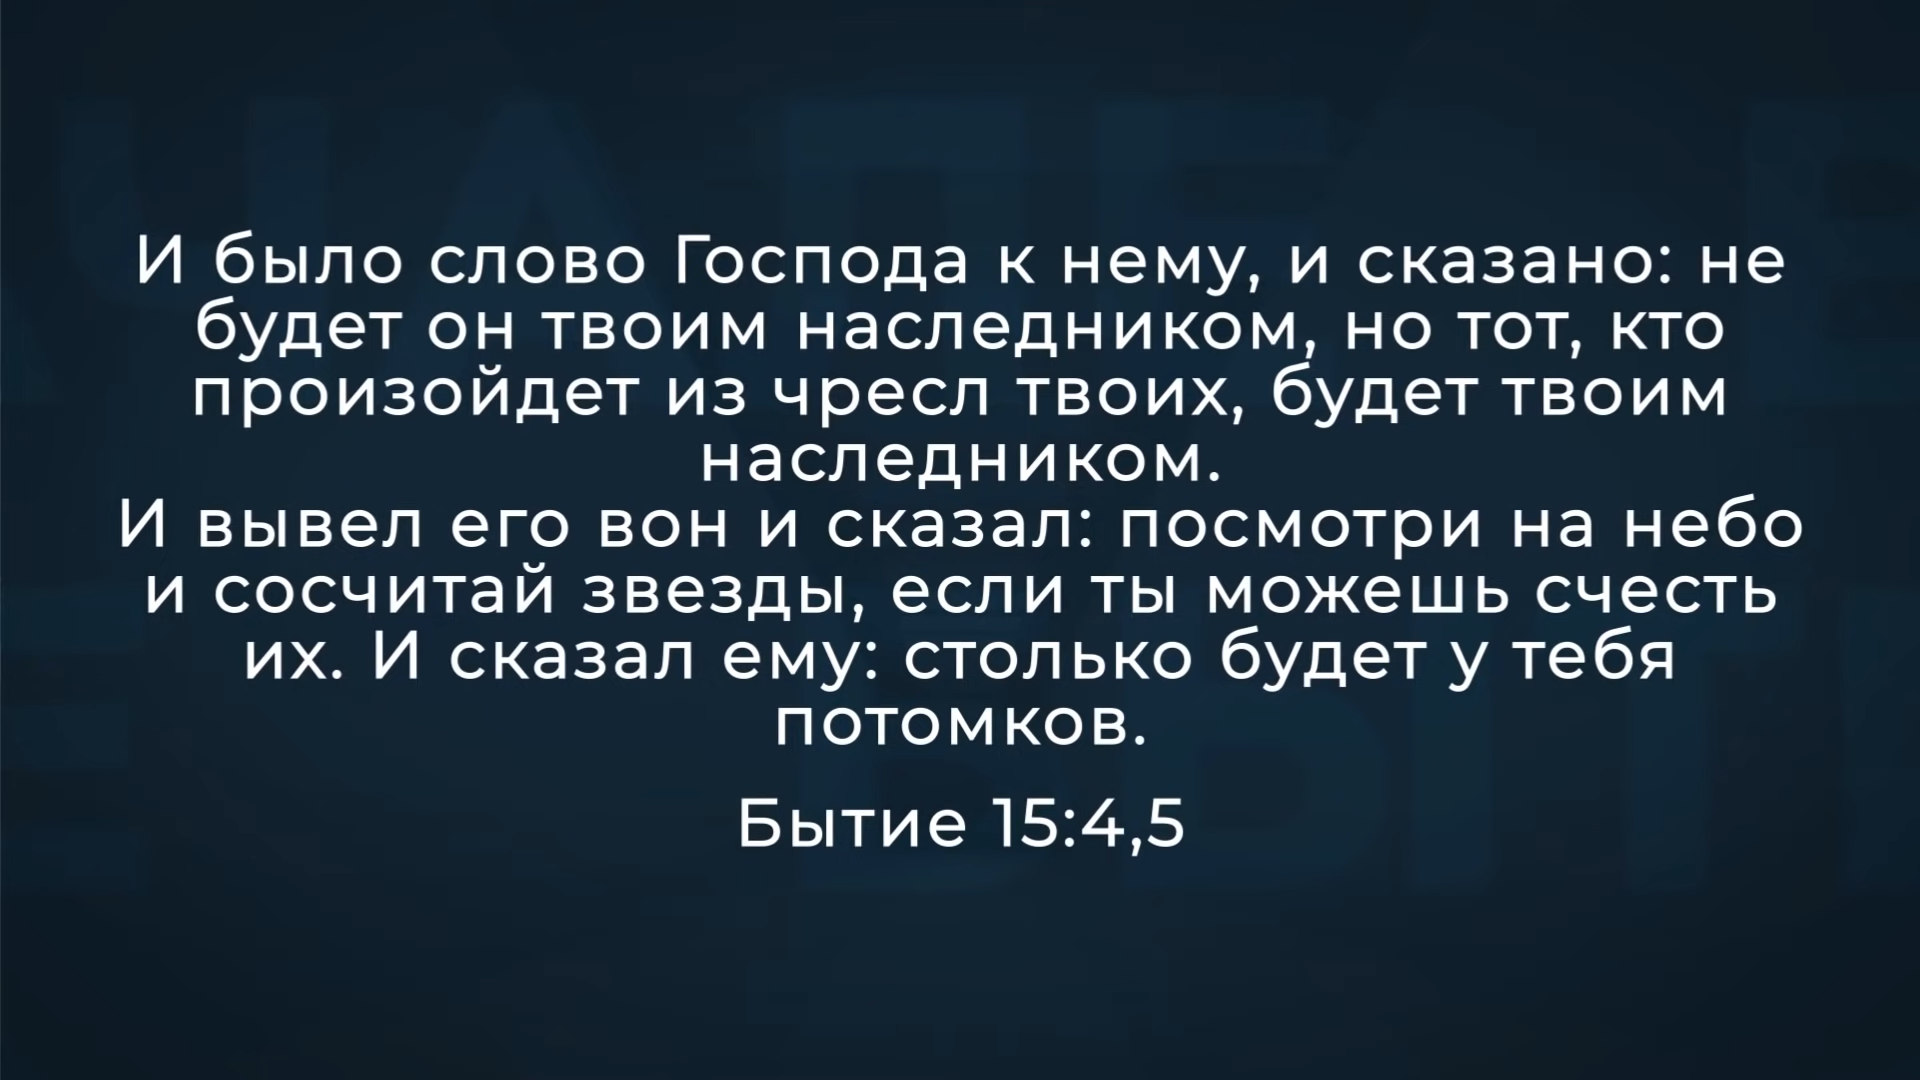 И было слово Господа к нему, и сказано: не
будет он твоим наследником, но тот, кто
произойдет из чресл твоих, будет твоим
наследником.
И вывел его вон и сказал: посмотри на небо
и сосчитай звезды, если ты можешь счесть
их. И сказал ему: столько будет у тебя
потомков.
Бытие 15:4,5